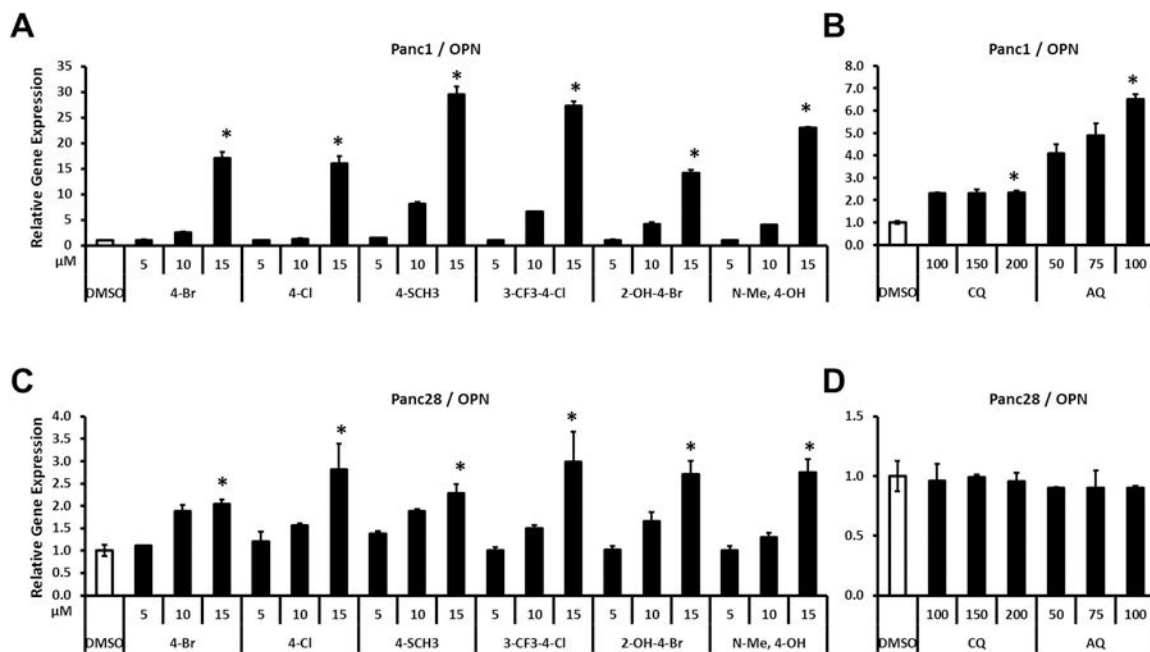 A
Panc1 / OPN
Relative Gene Expression
35
30
25
20
15
10
5
0
µM
5 10 15 5 10 15 5 10 15 5 10 15 5 10 15 5 10 15
DMSO 4-Br 4-Cl 4-SCH3 3-CF3-4-Cl 2-OH-4-Br N-Me, 4-OH
* * * * * *
B
Panc1 / OPN
8.0
7.0
6.0
5.0
4.0
3.0
2.0
1.0
0.0
* *
100 150 200 50 75 100
DMSO CQ AQ
C
Panc28 / OPN
Relative Gene Expression
4.0
3.5
3.0
2.5
2.0
1.5
1.0
0.5
0.0
* * * * * *
µM
5 10 15 5 10 15 5 10 15 5 10 15 5 10 15 5 10 15
DMSO 4-Br 4-Cl 4-SCH3 3-CF3-4-Cl 2-OH-4-Br N-Me, 4-OH
D
Panc28 / OPN
1.5
1.0
0.5
0.0
100 150 200 50 75 100
DMSO CQ AQ